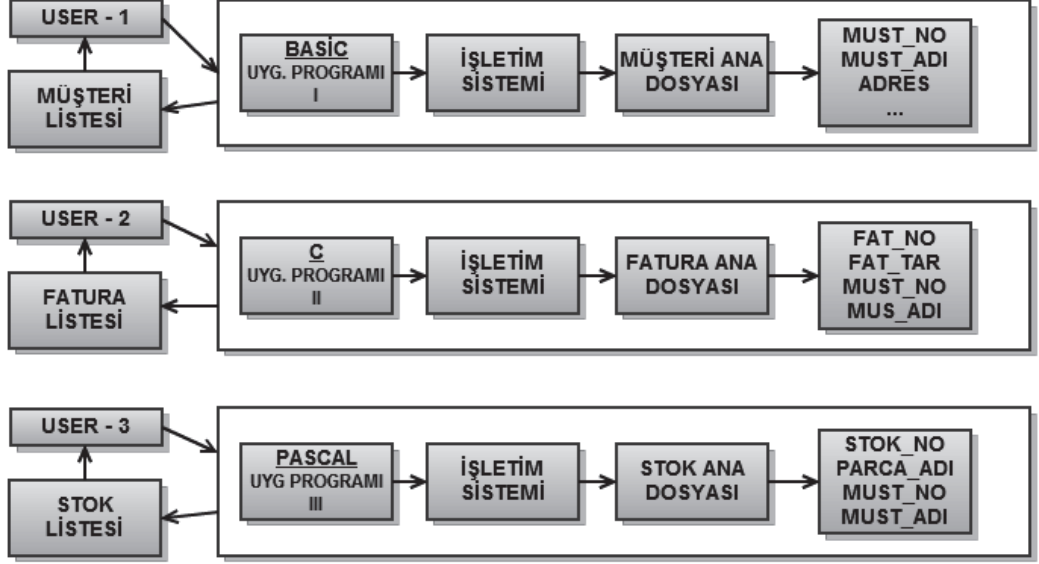 USER - 1
MÜŞTERİ
LİSTESİ
BASİC
UYG. PROGRAMI
I
İŞLETİM
SİSTEMİ
MÜŞTERİ ANA
DOSYASI
MUST_NO
MUST_ADI
ADRES
...
USER - 2
FATURA
LİSTESİ
C
UYG. PROGRAMI
II
İŞLETİM
SİSTEMİ
FATURA ANA
DOSYASI
FAT_NO
FAT_TAR
MUST_NO
MUS_ADI
USER - 3
STOK
LİSTESİ
PASCAL
UYG PROGRAMI
III
İŞLETİM
SİSTEMİ
STOK ANA
DOSYASI
STOK_NO
PARCA_ADI
MUST_NO
MUST_ADI